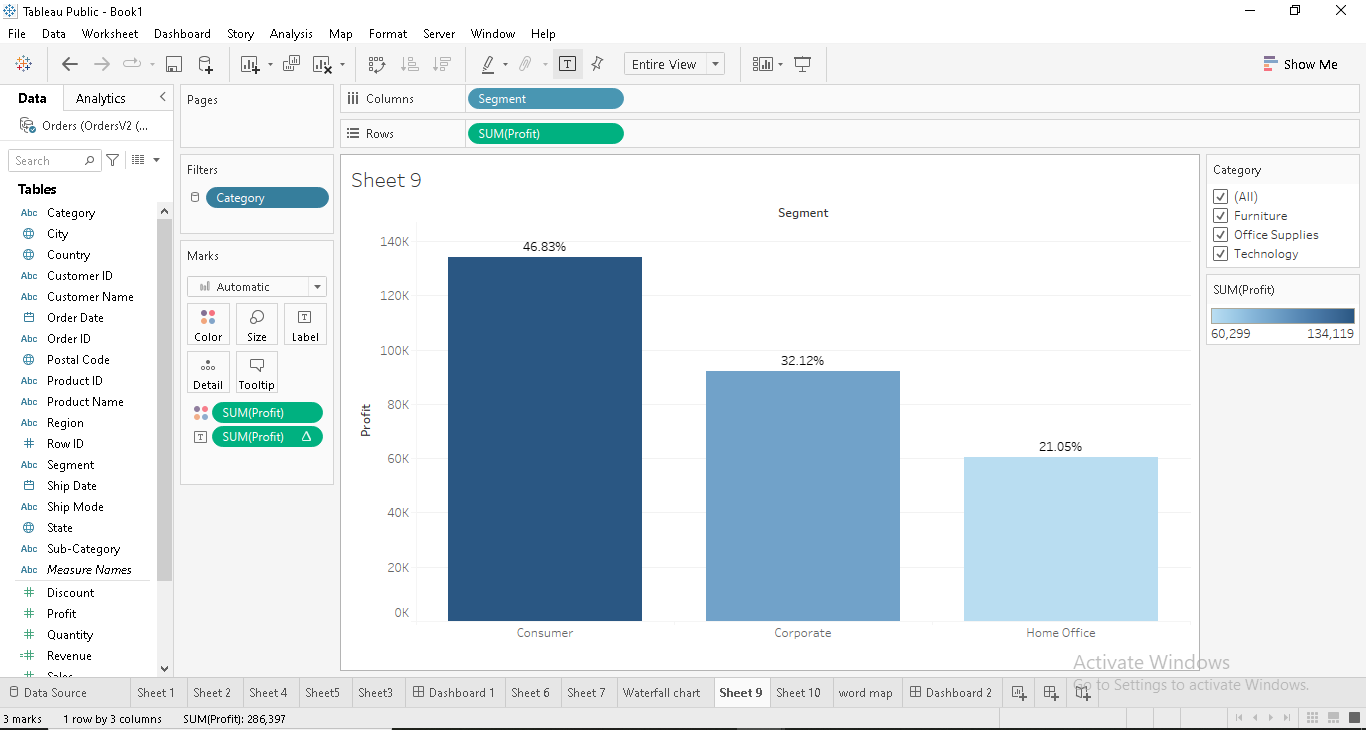 Tableau Public - Book1
File Data Worksheet Dashboard Story Analysis Map Format Server Window Help
Entire View
Show Me
Data Analytics
Orders (OrdersV2 (...
Search
Tables
Abc Category
City
Country
Abc Customer ID
Abc Customer Name
Order Date
Abc Order ID
Postal Code
Abc Product ID
Abc Product Name
Abc Region
# Row ID
Abc Segment
Ship Date
Abc Ship Mode
State
Abc Sub-Category
Abc Measure Names
# Discount
# Profit
# Quantity
=# Revenue
# Sales
Pages
Filters
Category
Marks
Automatic
Color Size Label
Detail Tooltip
SUM(Profit)
SUM(Profit) Δ
Columns Segment
Rows SUM(Profit)
Sheet 9
Segment
Profit
140K
120K
100K
80K
60K
40K
20K
0K
46.83%
32.12%
21.05%
Consumer Corporate Home Office
Category
(All)
Furniture
Office Supplies
Technology
SUM(Profit)
60,299 134,119
Activate Windows
Go to Settings to activate Windows.
Data Source Sheet 1 Sheet 2 Sheet 4 Sheet5 Sheet3 Dashboard 1 Sheet 6 Sheet 7 Waterfall chart Sheet 9 Sheet 10 word map Dashboard 2
3 marks 1 row by 3 columns SUM(Profit): 286,397